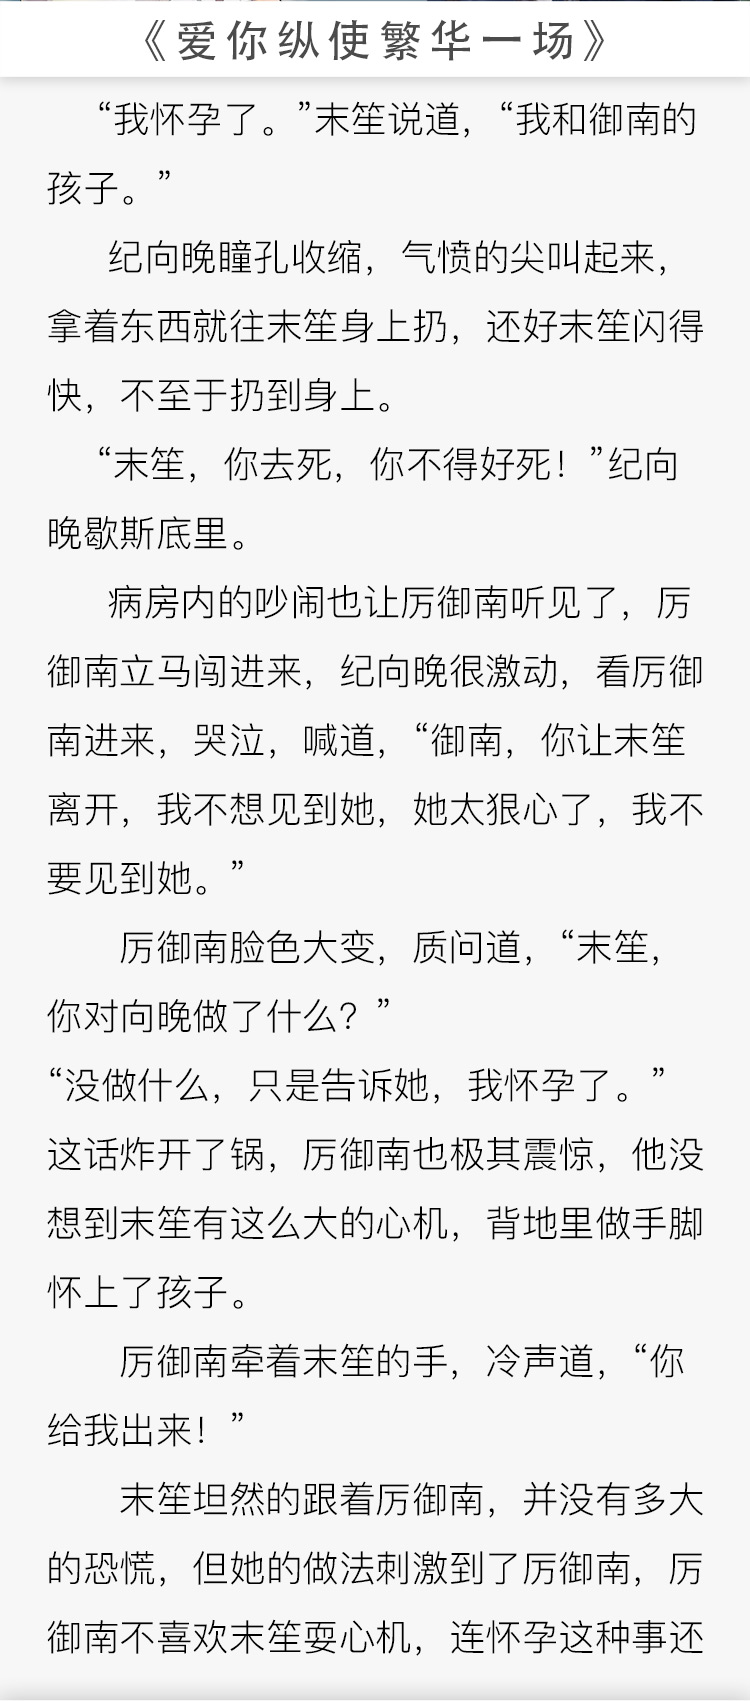 《爱你纵使繁华一场》
“我怀孕了。”末笙说道，“我和御南的
孩子。”
纪向晚瞳孔收缩，气愤的尖叫起来，
拿着东西就往末笙身上扔，还好末笙闪得
快，不至于扔到身上。
“末笙，你去死，你不得好死！”纪向
晚歇斯底里。
病房内的吵闹也让厉御南听见了，厉
御南立马闯进来，纪向晚很激动，看厉御
南进来，哭泣，喊道，“御南，你让末笙
离开，我不想见到她，她太狠心了，我不
要见到她。”
厉御南脸色大变，质问道，“末笙，
你对向晚做了什么？”
“没做什么，只是告诉她，我怀孕了。”
这话炸开了锅，厉御南也极其震惊，他没
想到末笙有这么大的心机，背地里做手脚
怀上了孩子。
厉御南牵着末笙的手，冷声道，“你
给我出来！”
末笙坦然的跟着厉御南，并没有多大
的恐慌，但她的做法刺激到了厉御南，厉
御南不喜欢末笙耍心机，连怀孕这种事还